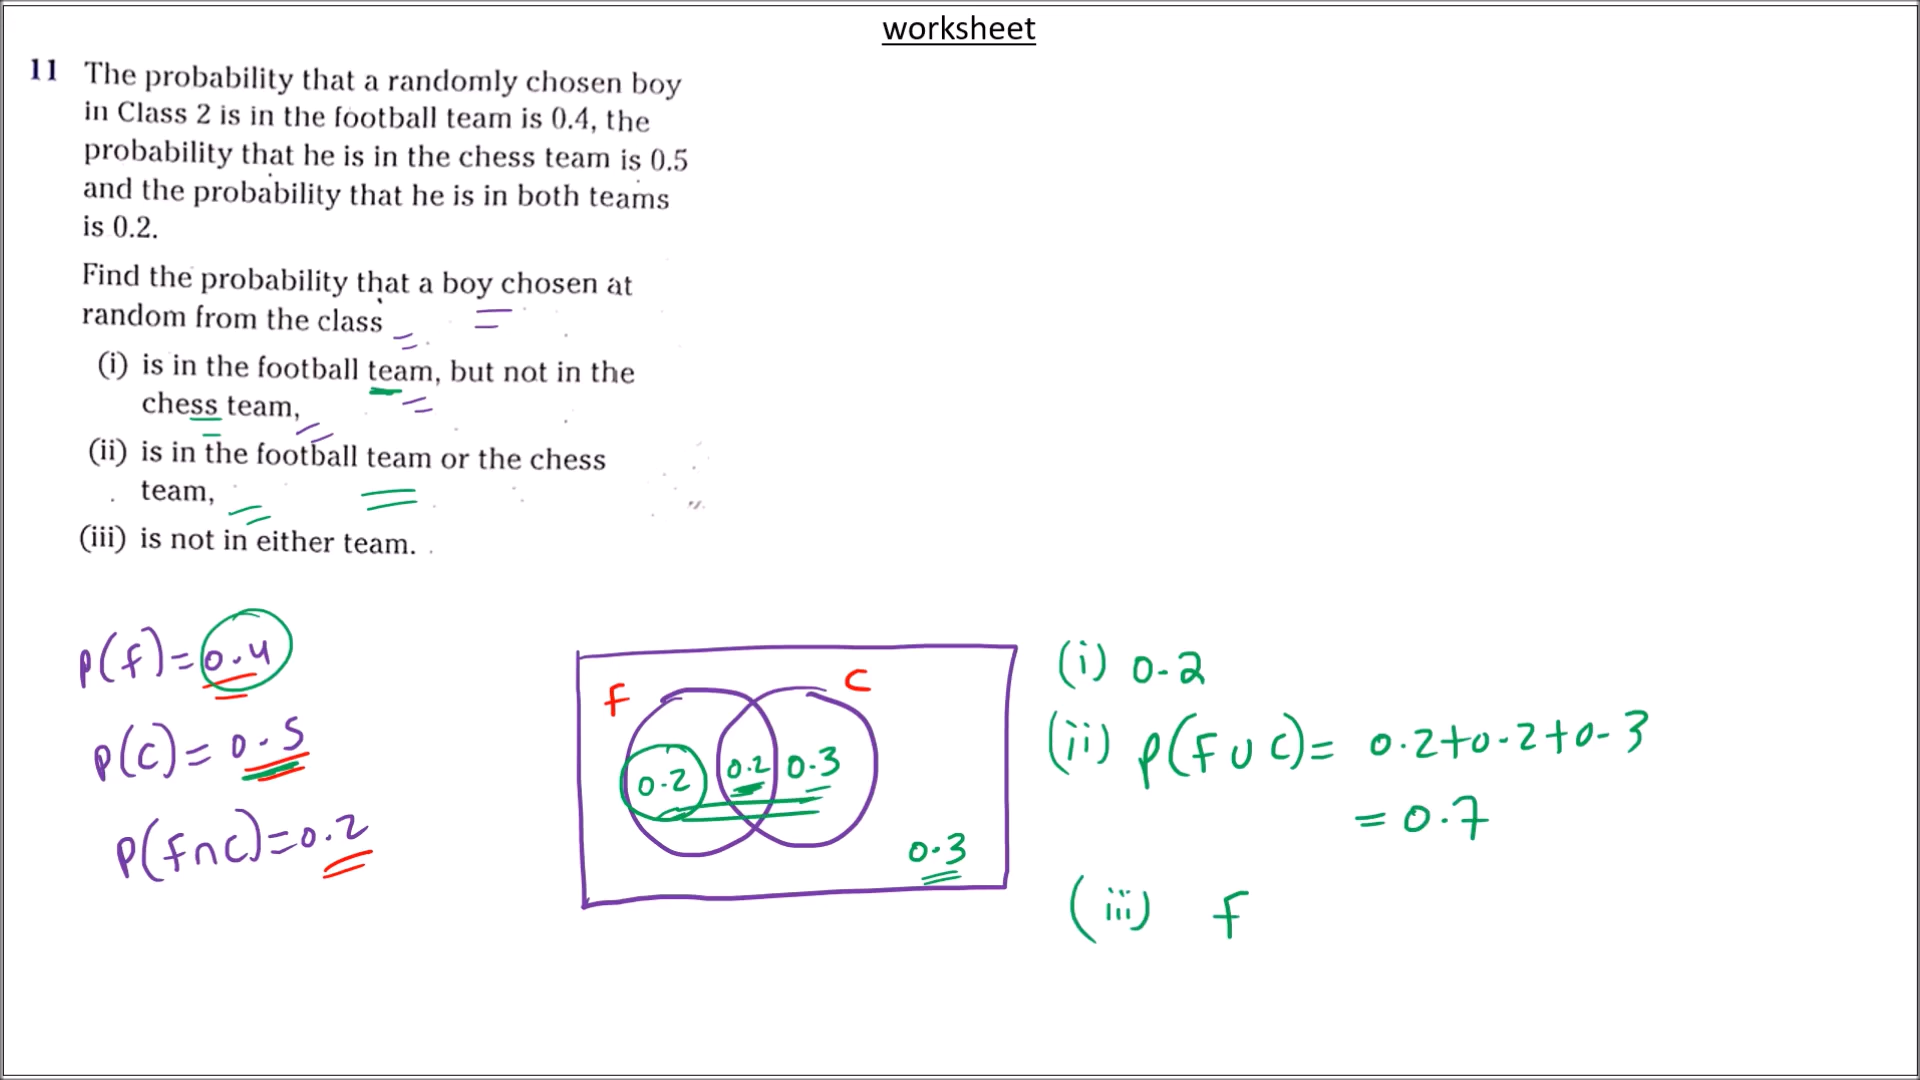 worksheet
11 The probability that a randomly chosen boy
in Class 2 is in the football team is 0.4, the
probability that he is in the chess team is 0.5
and the probability that he is in both teams
is 0.2.
Find the probability that a boy chosen at
random from the class
(i) is in the football team, but not in the
chess team,
(ii) is in the football team or the chess
team,
(iii) is not in either team.
P(f)=0.4
P(C)=0.5
P(f∩C)=0.2
f
C
0.2
0.2
0.3
0.3
(i) 0.2
(ii) P(f∪C)= 0.2+0.2+0.3
=0.7
(iii) f